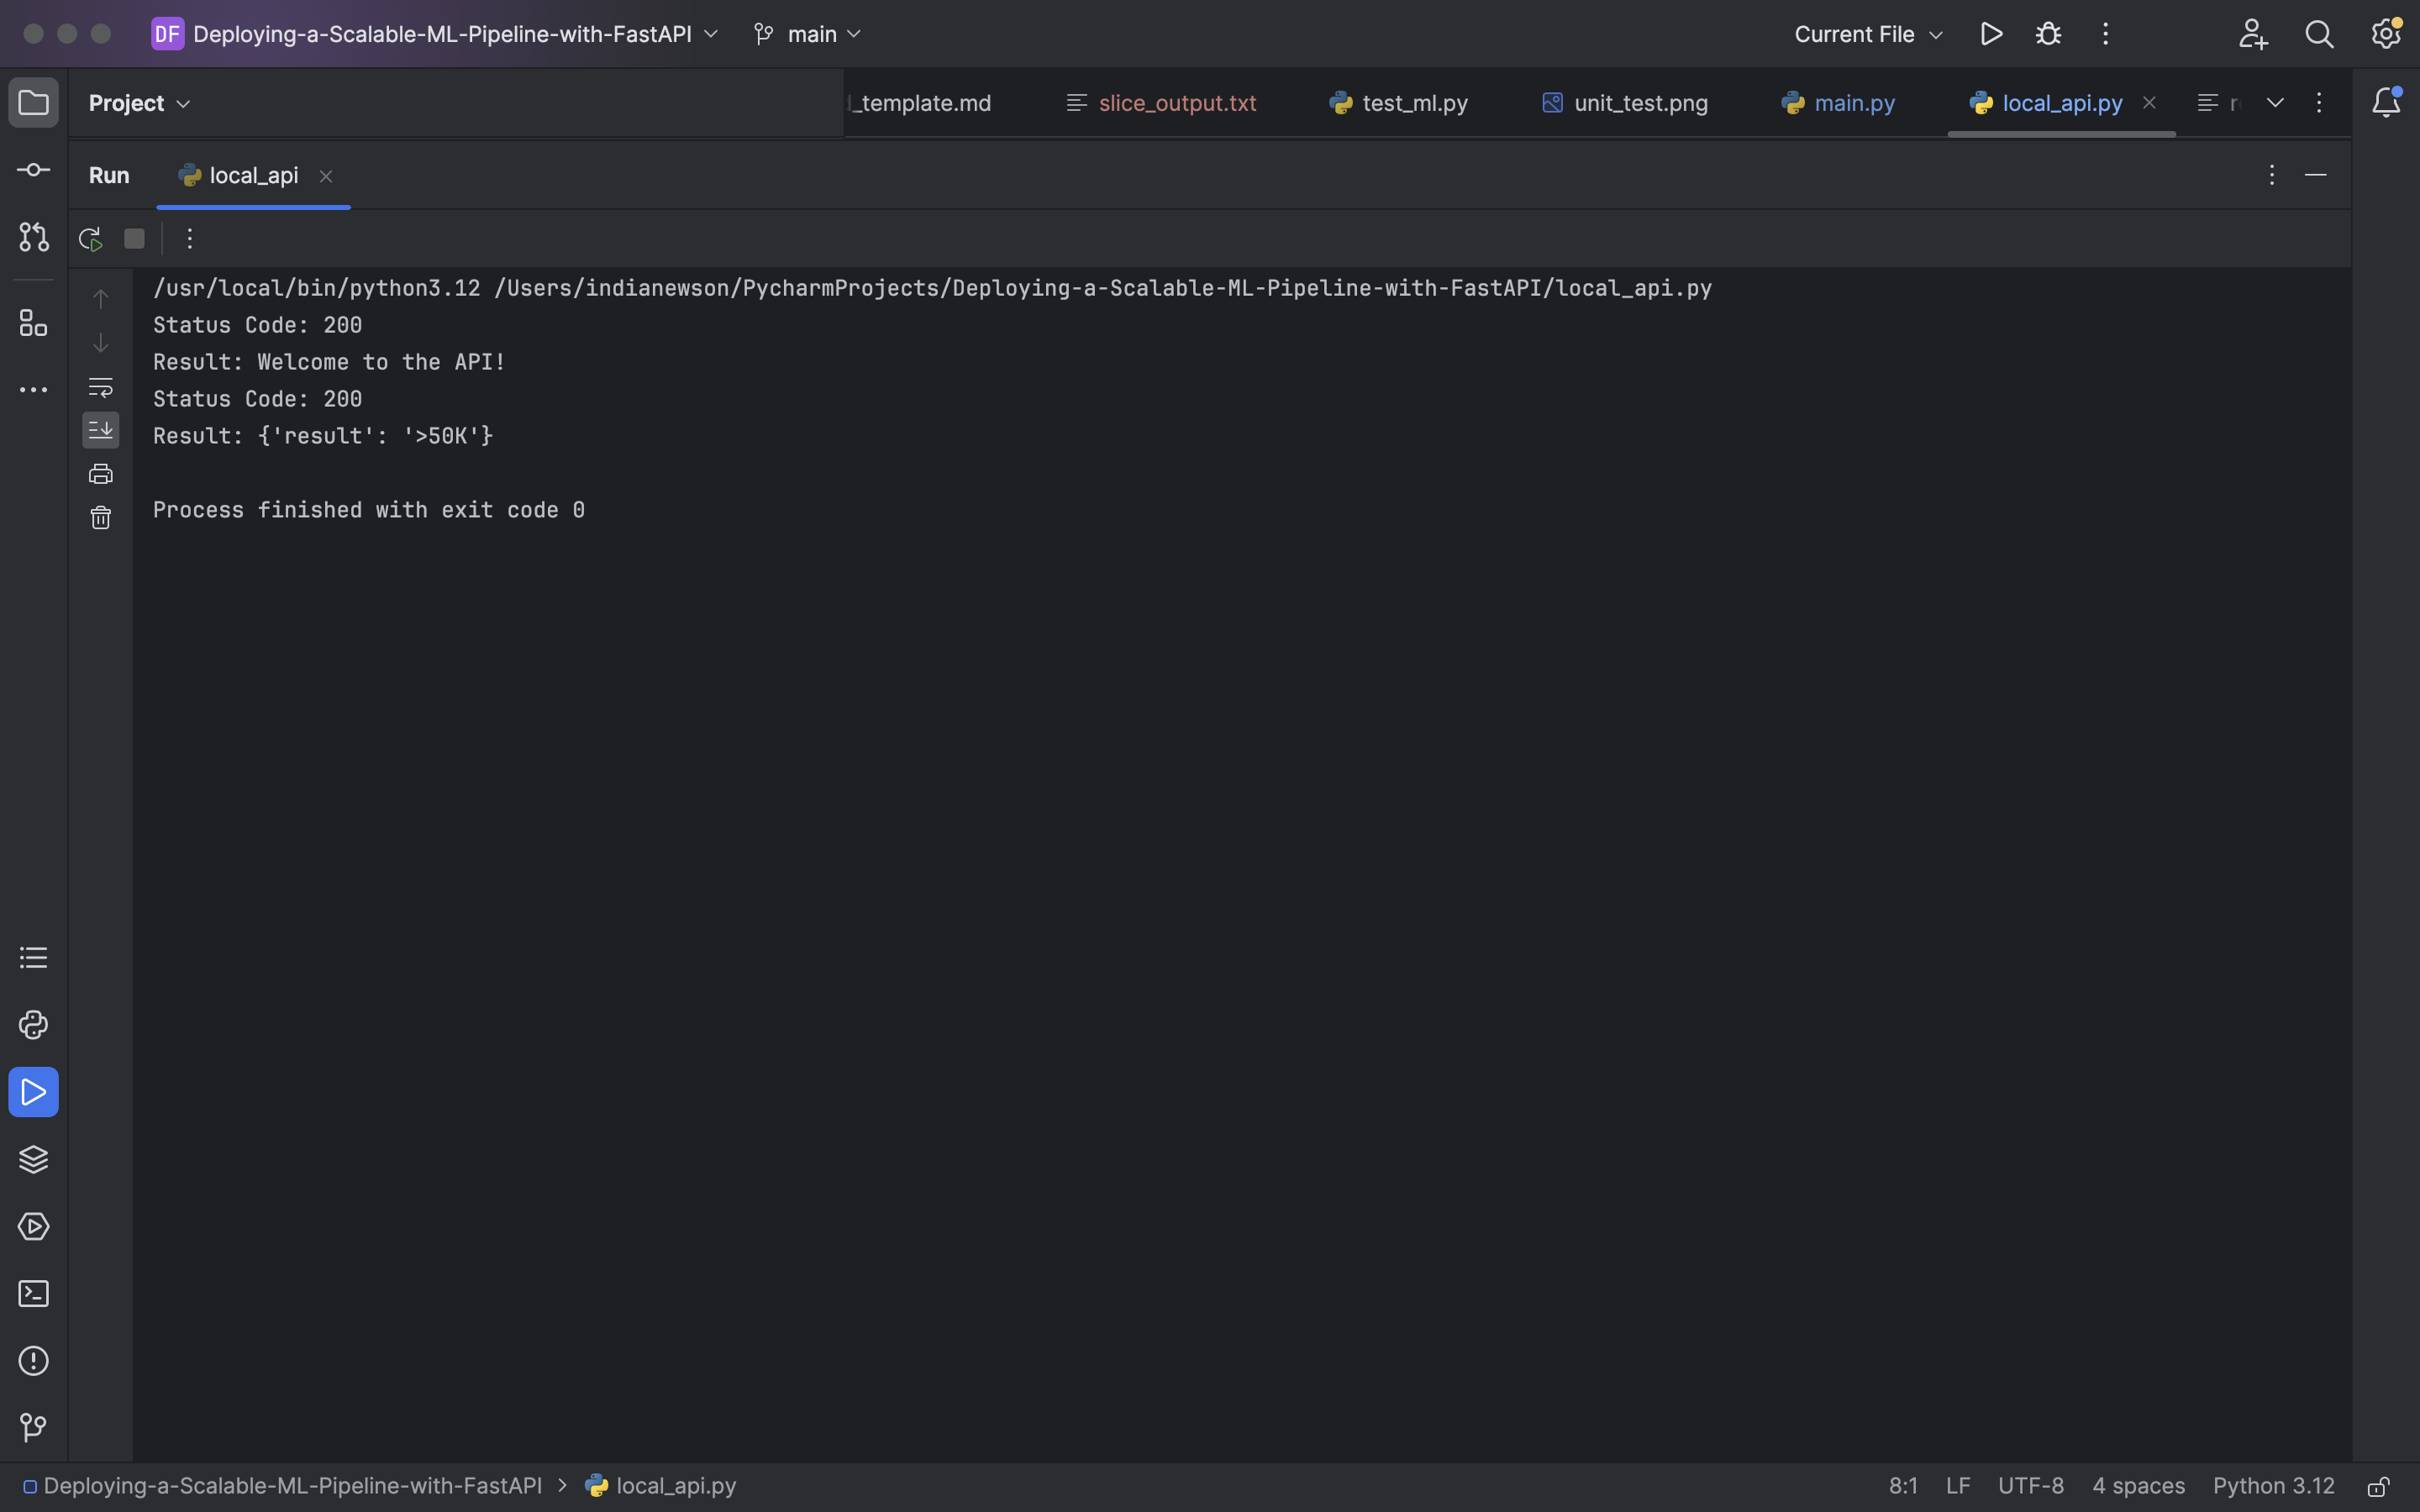 DF Deploying-a-Scalable-ML-Pipeline-with-FastAPI main Current File
Project _template.md slice_output.txt test_ml.py unit_test.png main.py local_api.py
Run local_api
/usr/local/bin/python3.12 /Users/indianewson/PycharmProjects/Deploying-a-Scalable-ML-Pipeline-with-FastAPI/local_api.py
Status Code: 200
Result: Welcome to the API!
Status Code: 200
Result: {'result': '>50K'}
Process finished with exit code 0
Deploying-a-Scalable-ML-Pipeline-with-FastAPI > local_api.py 8:1 LF UTF-8 4 spaces Python 3.12